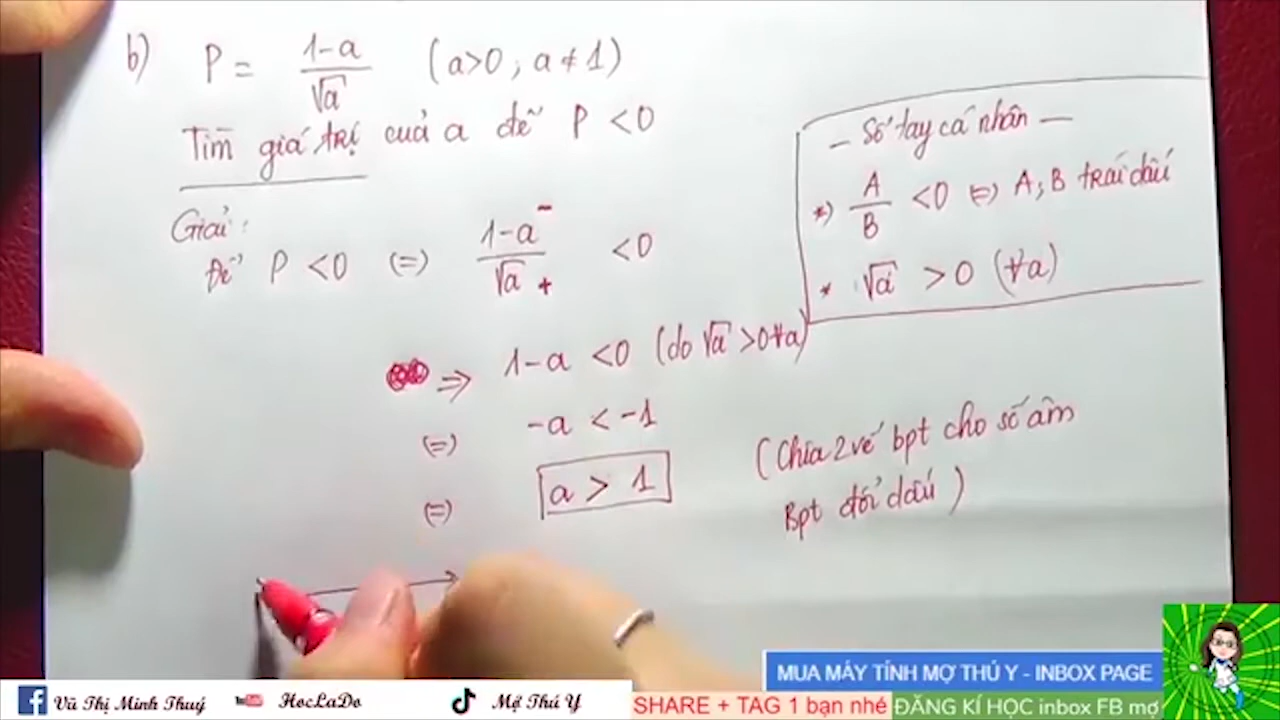 b) P = (1-a)/√a (a>0, a≠1)
Tìm giá trị cuả a để P <0
Giải:
Để P <0 (=) (1-a)/√a <0
- +
=> 1-a <0 (do √a >0∀a)
(=) -a < -1
(=) a > 1
(Chia 2 vế bpt cho số âm
Bpt đổi dấu)
- Sổ tay cá nhân -
*) A/B <0 (=) A; B trái dấu
* √a > 0 (∀a)
MUA MÁY TÍNH MỢ THÚ Y - INBOX PAGE
Vũ Thị Minh Thuý HocLaDo Mợ Thú Y SHARE + TAG 1 bạn nhé ĐĂNG KÍ HỌC inbox FB mợ